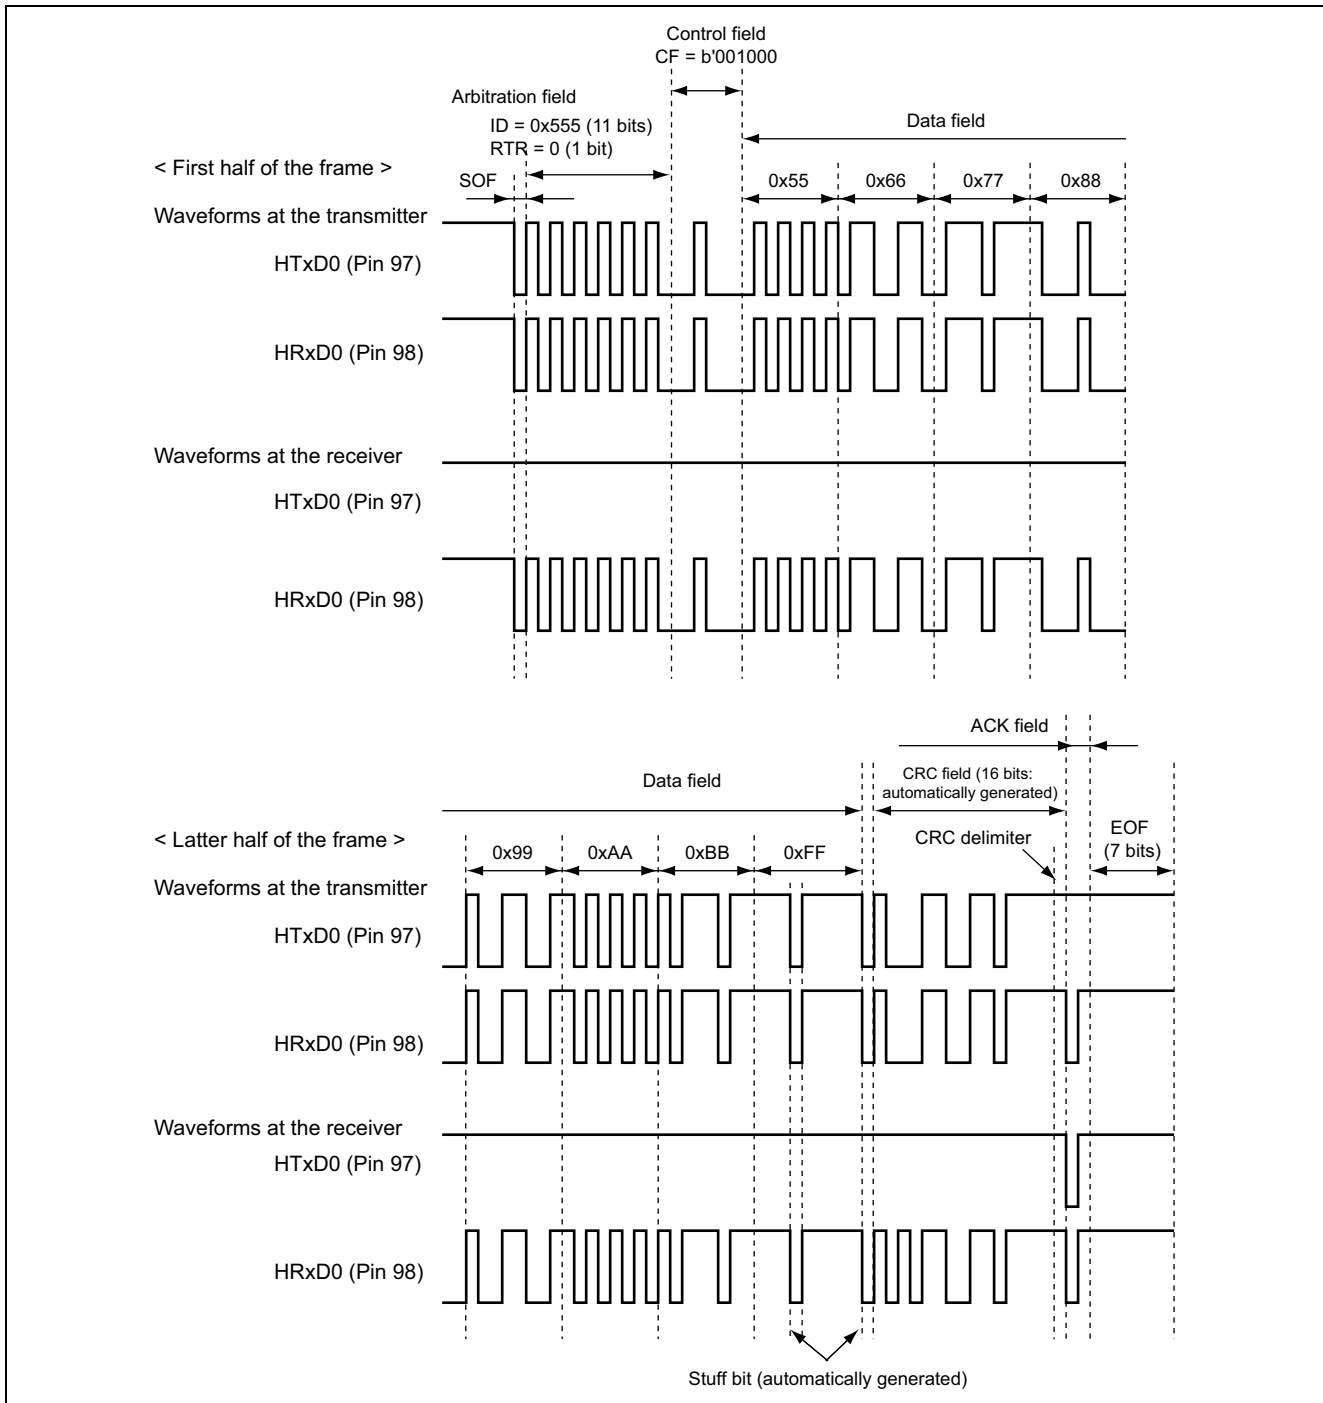 Control field
CF = b'001000
Arbitration field
ID = 0x555 (11 bits)
RTR = 0 (1 bit)
Data field
< First half of the frame >
SOF
0x55 0x66 0x77 0x88
Waveforms at the transmitter
HTxD0 (Pin 97)
HRxD0 (Pin 98)
Waveforms at the receiver
HTxD0 (Pin 97)
HRxD0 (Pin 98)
ACK field
Data field
CRC field (16 bits:
automatically generated)
< Latter half of the frame >
CRC delimiter
EOF
(7 bits)
0x99 0xAA 0xBB 0xFF
Waveforms at the transmitter
HTxD0 (Pin 97)
HRxD0 (Pin 98)
Waveforms at the receiver
HTxD0 (Pin 97)
HRxD0 (Pin 98)
Stuff bit (automatically generated)